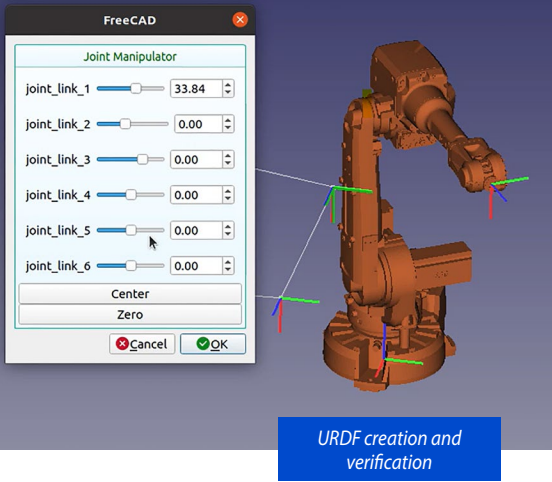 FreeCAD
Joint Manipulator
joint_link_1 33.84
joint_link_2 0.00
joint_link_3 0.00
joint_link_4 0.00
joint_link_5 0.00
joint_link_6 0.00
Center
Zero
Cancel OK
URDF creation and
verification